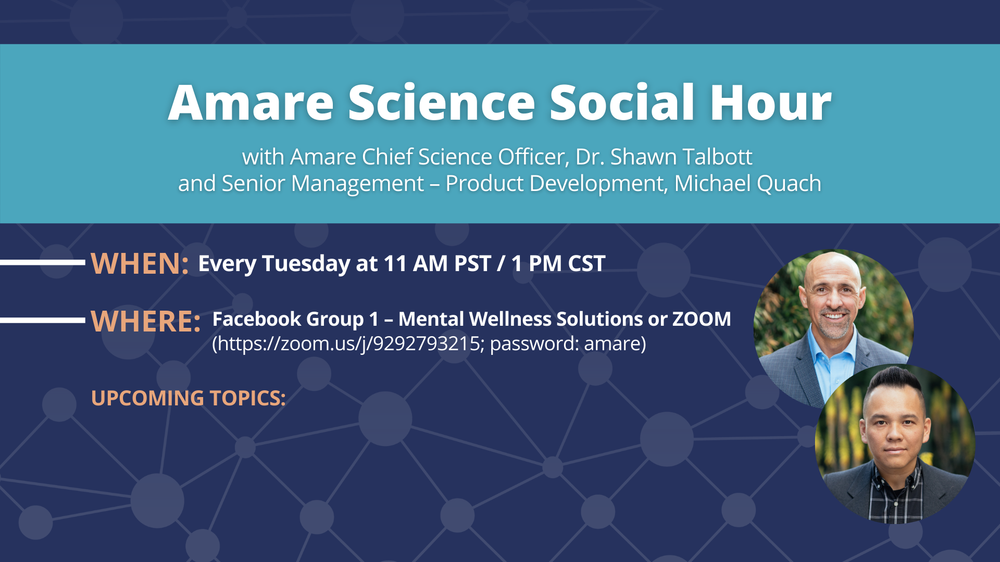 Amare Science Social Hour
with Amare Chief Science Officer, Dr. Shawn Talbott
and Senior Management – Product Development, Michael Quach
WHEN: Every Tuesday at 11 AM PST / 1 PM CST
WHERE: Facebook Group 1 – Mental Wellness Solutions or ZOOM
(https://zoom.us/j/9292793215; password: amare)
UPCOMING TOPICS: